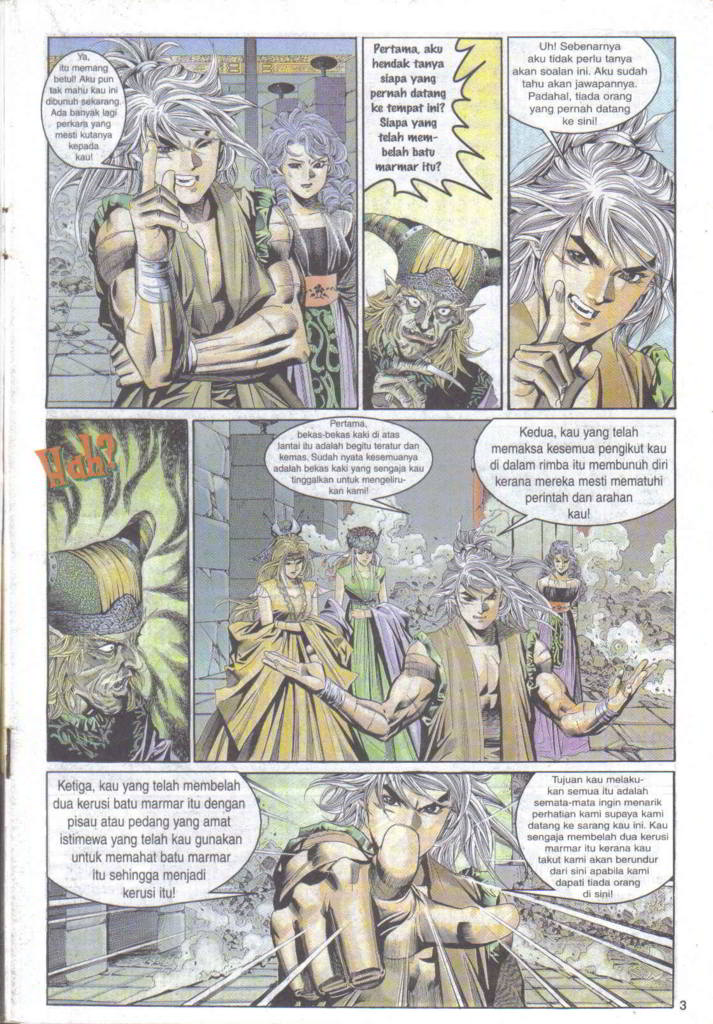 Ya,
itu memang
betul! Aku pun
tak mahu kau ini
dibunuh sekarang.
Ada banyak lagi
perkara yang
mesti kutanya
kepada
kau!
Pertama, aku
hendak tanya
siapa yang
pernah datang
ke tempat ini?
Siapa yang
telah mem-
belah batu
marmar itu?
Uh! Sebenarnya
aku tidak perlu tanya
akan soalan ini. Aku sudah
tahu akan jawapannya.
Padahal, tiada orang
yang pernah datang
ke sini!
Hah?
Pertama,
bekas-bekas kaki di atas
lantai itu adalah begitu teratur dan
kemas. Sudah nyata kesemuanya
adalah bekas kaki yang sengaja kau
tinggalkan untuk mengeliru-
kan kami!
Kedua, kau yang telah
memaksa kesemua pengikut kau
di dalam rimba itu membunuh diri
kerana mereka mesti mematuhi
perintah dan arahan
kau!
Ketiga, kau yang telah membelah
dua kerusi batu marmar itu dengan
pisau atau pedang yang amat
istimewa yang telah kau gunakan
untuk memahat batu marmar
itu sehingga menjadi
kerusi itu!
Tujuan kau melaku-
kan semua itu adalah
semata-mata ingin menarik
perhatian kami supaya kami
datang ke sarang kau ini. Kau
sengaja membelah dua kerusi
marmar itu kerana kau
takut kami akan berundur
dari sini apabila kami
dapati tiada orang
di sini!
3